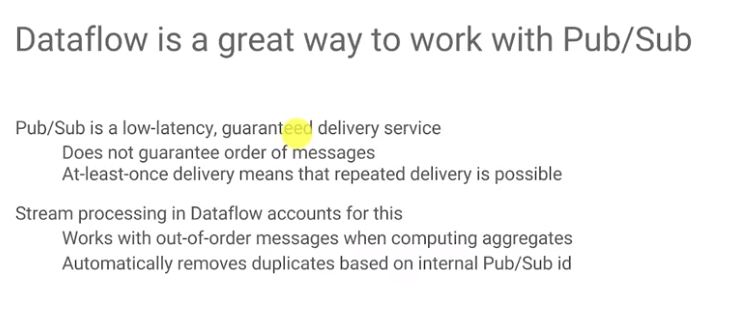 Dataflow is a great way to work with Pub/Sub
Pub/Sub is a low-latency, guaranteed delivery service
Does not guarantee order of messages
At-least-once delivery means that repeated delivery is possible
Stream processing in Dataflow accounts for this
Works with out-of-order messages when computing aggregates
Automatically removes duplicates based on internal Pub/Sub id